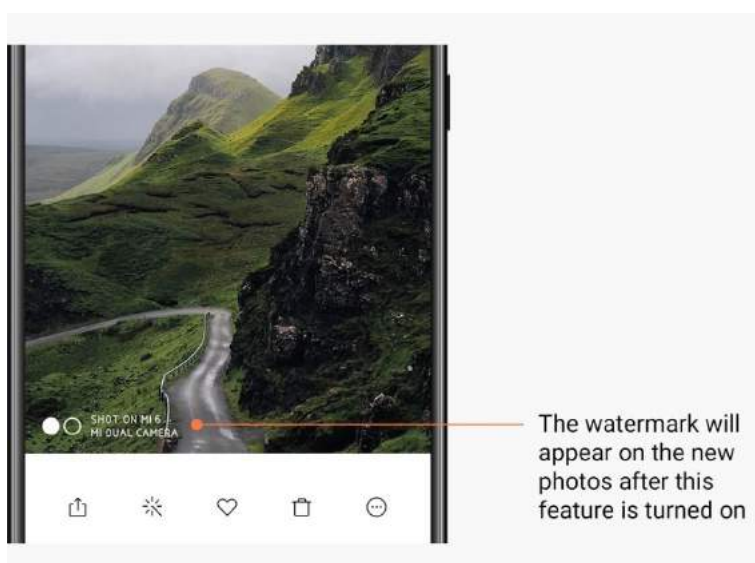 SHOT ON MI 6
MI DUAL CAMERA
The watermark will
appear on the new
photos after this
feature is turned on